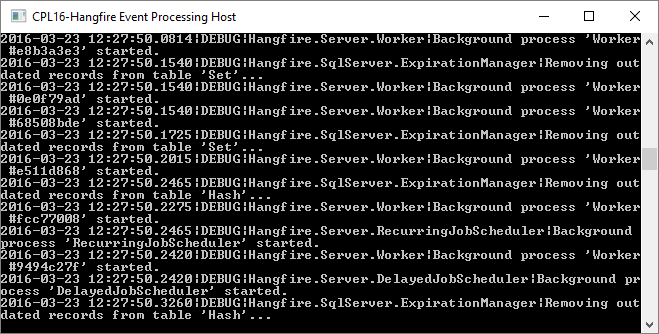 CPL16-Hangfire Event Processing Host
2016-03-23 12:27:50.0814|DEBUG|Hangfire.Server.Worker|Background process 'Worker
#e8b3a3e3' started.
2016-03-23 12:27:50.1540|DEBUG|Hangfire.SqlServer.ExpirationManager|Removing out
dated records from table 'Set'...
2016-03-23 12:27:50.1540|DEBUG|Hangfire.Server.Worker|Background process 'Worker
#0e0f79ad' started.
2016-03-23 12:27:50.1540|DEBUG|Hangfire.Server.Worker|Background process 'Worker
#68508bde' started.
2016-03-23 12:27:50.1725|DEBUG|Hangfire.SqlServer.ExpirationManager|Removing out
dated records from table 'Set'...
2016-03-23 12:27:50.2015|DEBUG|Hangfire.Server.Worker|Background process 'Worker
#e511d868' started.
2016-03-23 12:27:50.2465|DEBUG|Hangfire.SqlServer.ExpirationManager|Removing out
dated records from table 'Hash'...
2016-03-23 12:27:50.2275|DEBUG|Hangfire.Server.Worker|Background process 'Worker
#fcc77008' started.
2016-03-23 12:27:50.2465|DEBUG|Hangfire.Server.RecurringJobScheduler|Background
process 'RecurringJobScheduler' started.
2016-03-23 12:27:50.2420|DEBUG|Hangfire.Server.Worker|Background process 'Worker
#9494c27f' started.
2016-03-23 12:27:50.2420|DEBUG|Hangfire.Server.DelayedJobScheduler|Background pr
ocess 'DelayedJobScheduler' started.
2016-03-23 12:27:50.3260|DEBUG|Hangfire.SqlServer.ExpirationManager|Removing out
dated records from table 'Hash'...